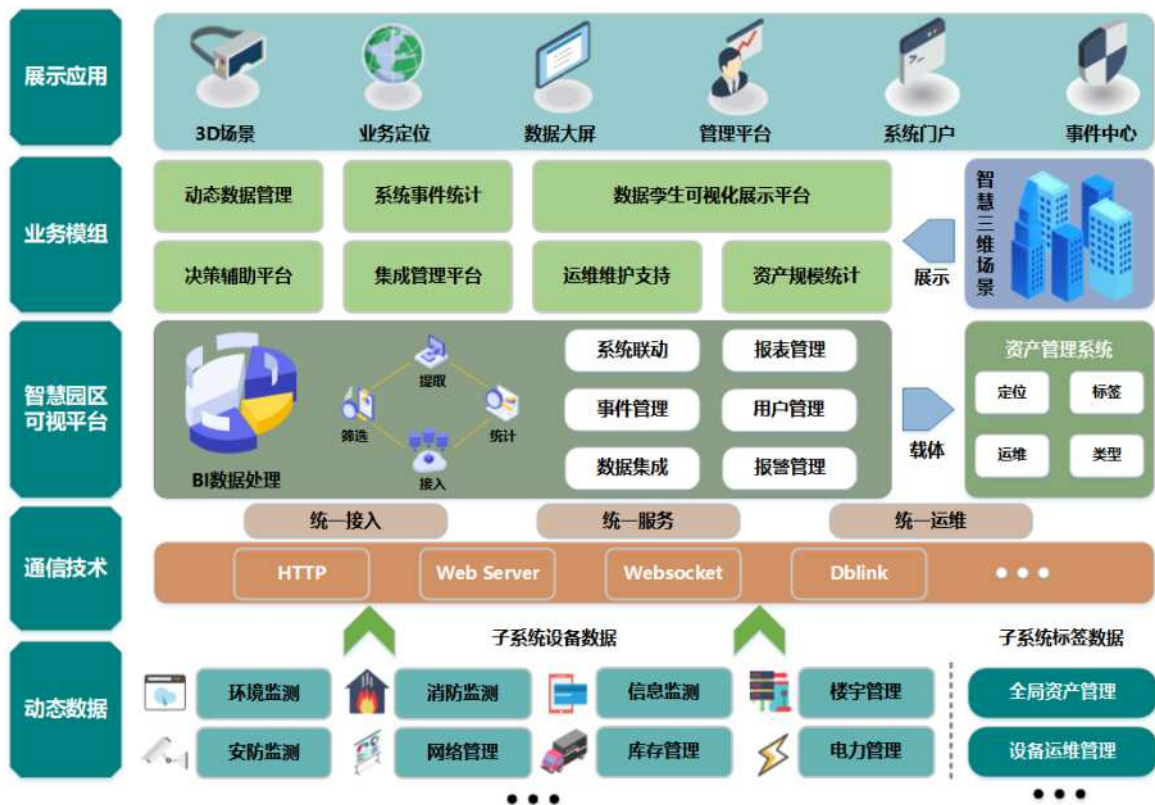 展示应用
3D场景
业务定位
数据大屏
管理平台
系统门户
事件中心
业务模组
动态数据管理
系统事件统计
数据孪生可视化展示平台
决策辅助平台
集成管理平台
运维维护支持
资产规模统计
展示
智慧三维场景
智慧园区
可视平台
BI数据处理
提取
筛选
统计
接入
系统联动
报表管理
事件管理
用户管理
数据集成
报警管理
载体
资产管理系统
定位
标签
运维
类型
通信技术
统一接入
统一服务
统一运维
HTTP
Web Server
Websocket
Dblink
动态数据
子系统设备数据
子系统标签数据
环境监测
消防监测
信息监测
楼宇管理
全局资产管理
安防监测
网络管理
库存管理
电力管理
设备运维管理